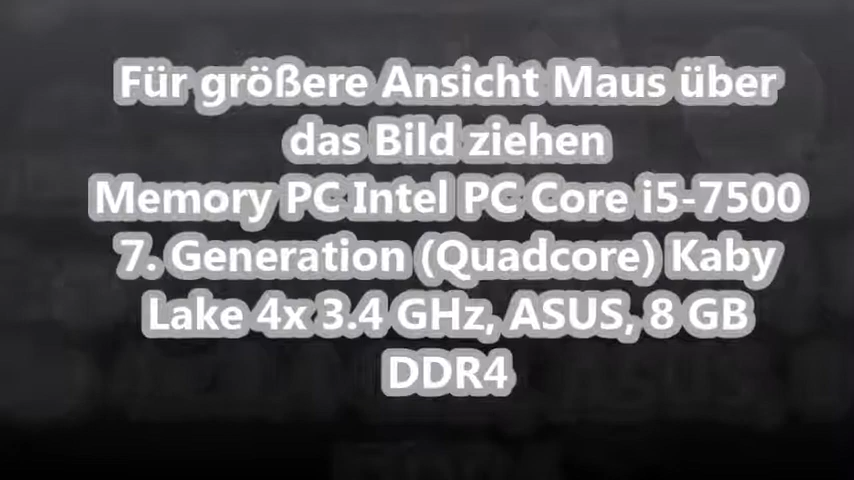 Für größere Ansicht Maus über
das Bild ziehen
Memory PC Intel PC Core i5-7500
7. Generation (Quadcore) Kaby
Lake 4x 3.4 GHz, ASUS, 8 GB
DDR4